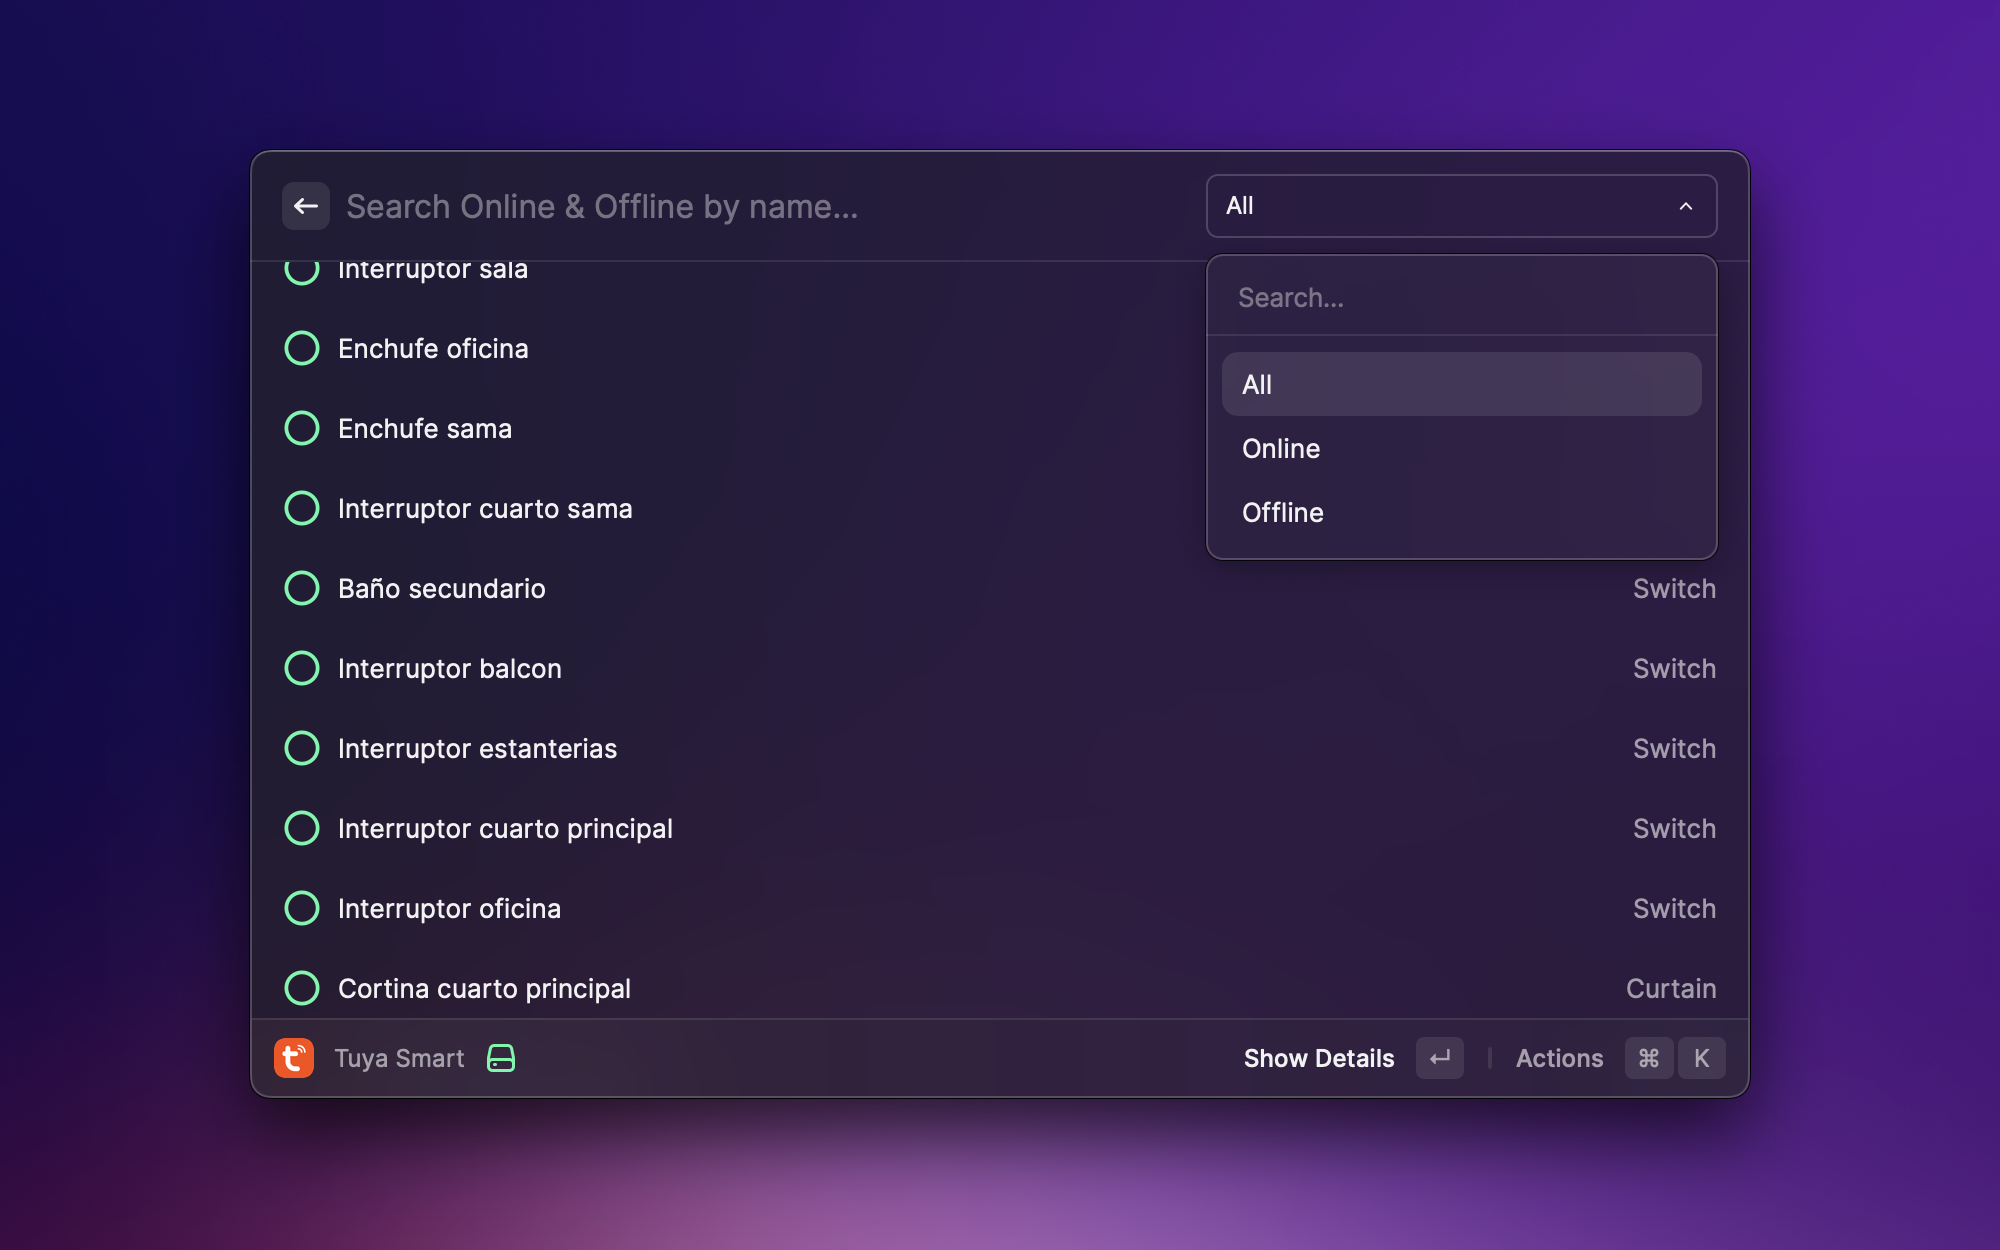 Search Online & Offline by name...
All
Search...
All
Online
Offline
Interruptor sala
Enchufe oficina
Enchufe sama
Interruptor cuarto sama
Baño secundario Switch
Interruptor balcon Switch
Interruptor estanterias Switch
Interruptor cuarto principal Switch
Interruptor oficina Switch
Cortina cuarto principal Curtain
Tuya Smart Show Details ↵ Actions ⌘ K